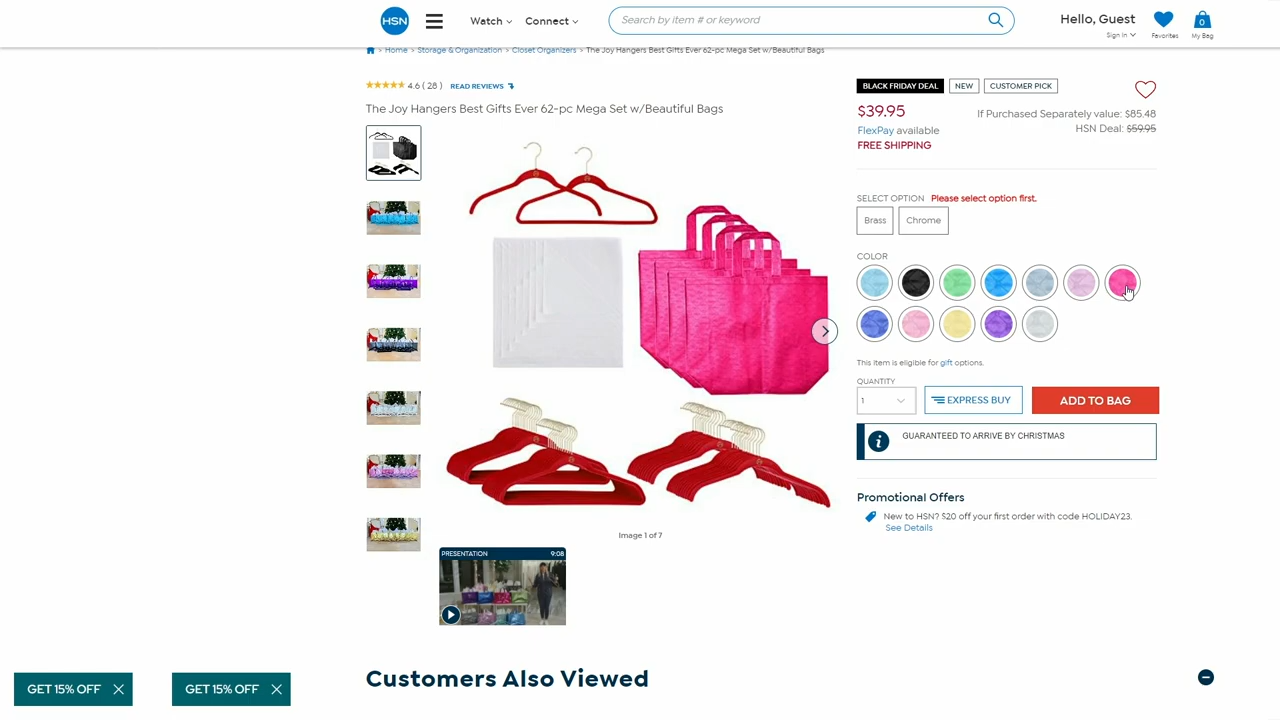 HSN
Watch
Connect
Search by item # or keyword
Hello, Guest
Sign In
Favorites
0
My Bag
> Home > Storage & Organization > Closet Organizers > The Joy Hangers Best Gifts Ever 62-pc Mega Set w/Beautiful Bags
4.6 ( 28 ) READ REVIEWS
The Joy Hangers Best Gifts Ever 62-pc Mega Set w/Beautiful Bags
BLACK FRIDAY DEAL NEW CUSTOMER PICK
$39.95
If Purchased Separately value: $85.48
FlexPay available
HSN Deal: $59.95
FREE SHIPPING
SELECT OPTION Please select option first.
Brass Chrome
COLOR
This item is eligible for gift options.
QUANTITY
1
EXPRESS BUY
ADD TO BAG
GUARANTEED TO ARRIVE BY CHRISTMAS
Promotional Offers
New to HSN? $20 off your first order with code HOLIDAY23.
See Details
Image 1 of 7
PRESENTATION 9:08
Customers Also Viewed
GET 15% OFF
GET 15% OFF